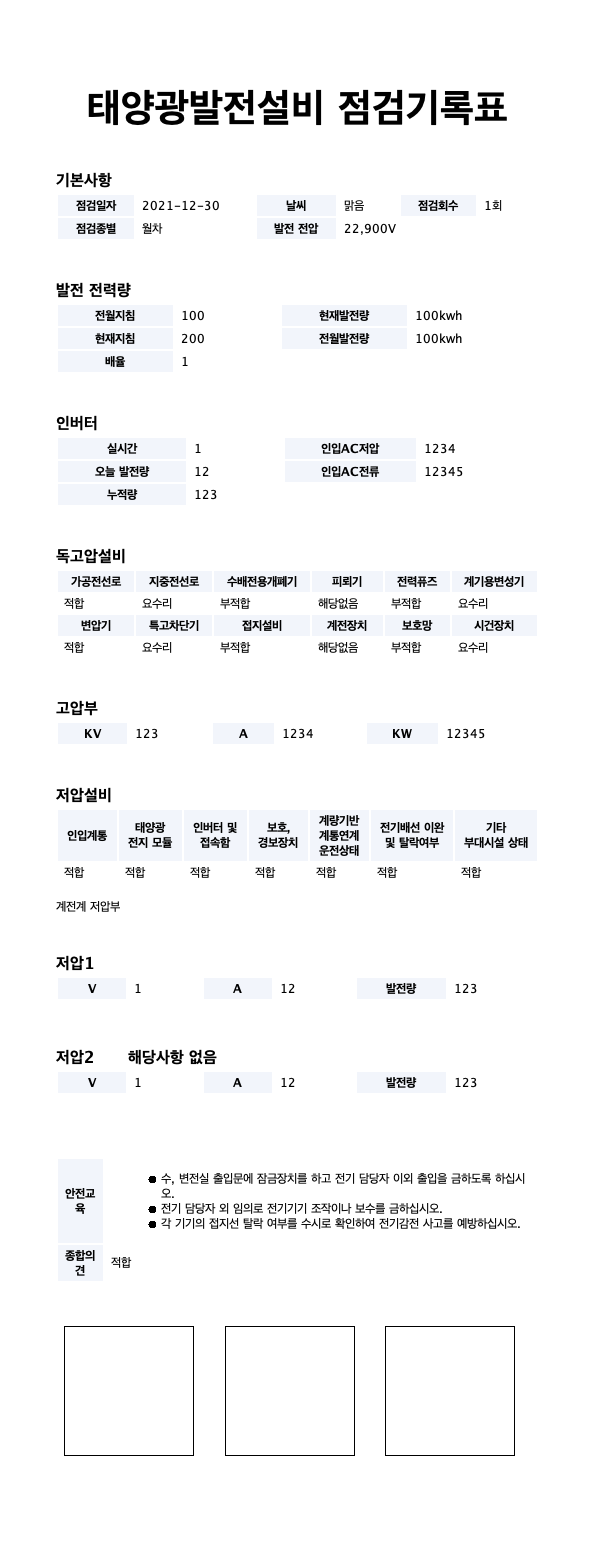 태양광발전설비 점검기록표
기본사항
점검일자 2021-12-30 날씨 맑음 점검회수 1회
점검종별 월차 발전 전압 22,900V
발전 전력량
전월지침 100 현재발전량 100kwh
현재지침 200 전월발전량 100kwh
배율 1
인버터
실시간 1 인입AC저압 1234
오늘 발전량 12 인입AC전류 12345
누적량 123
독고압설비
가공전선로 지중전선로 수배전용개폐기 피뢰기 전력퓨즈 계기용변성기
적합 요수리 부적합 해당없음 부적합 요수리
변압기 특고차단기 접지설비 계전장치 보호망 시건장치
적합 요수리 부적합 해당없음 부적합 요수리
고압부
KV 123 A 1234 KW 12345
저압설비
인입계통 태양광 전지 모듈 인버터 및 접속함 보호, 경보장치 계량기반 계통연계 운전상태 전기배선 이완 및 탈락여부 기타 부대시설 상태
적합 적합 적합 적합 적합 적합 적합
계전계 저압부
저압1
V 1 A 12 발전량 123
저압2 해당사항 없음
V 1 A 12 발전량 123
안전교육
● 수, 변전실 출입문에 잠금장치를 하고 전기 담당자 이외 출입을 금하도록 하십시
오.
● 전기 담당자 외 임의로 전기기기 조작이나 보수를 금하십시오.
● 각 기기의 접지선 탈락 여부를 수시로 확인하여 전기감전 사고를 예방하십시오.
종합의견 적합